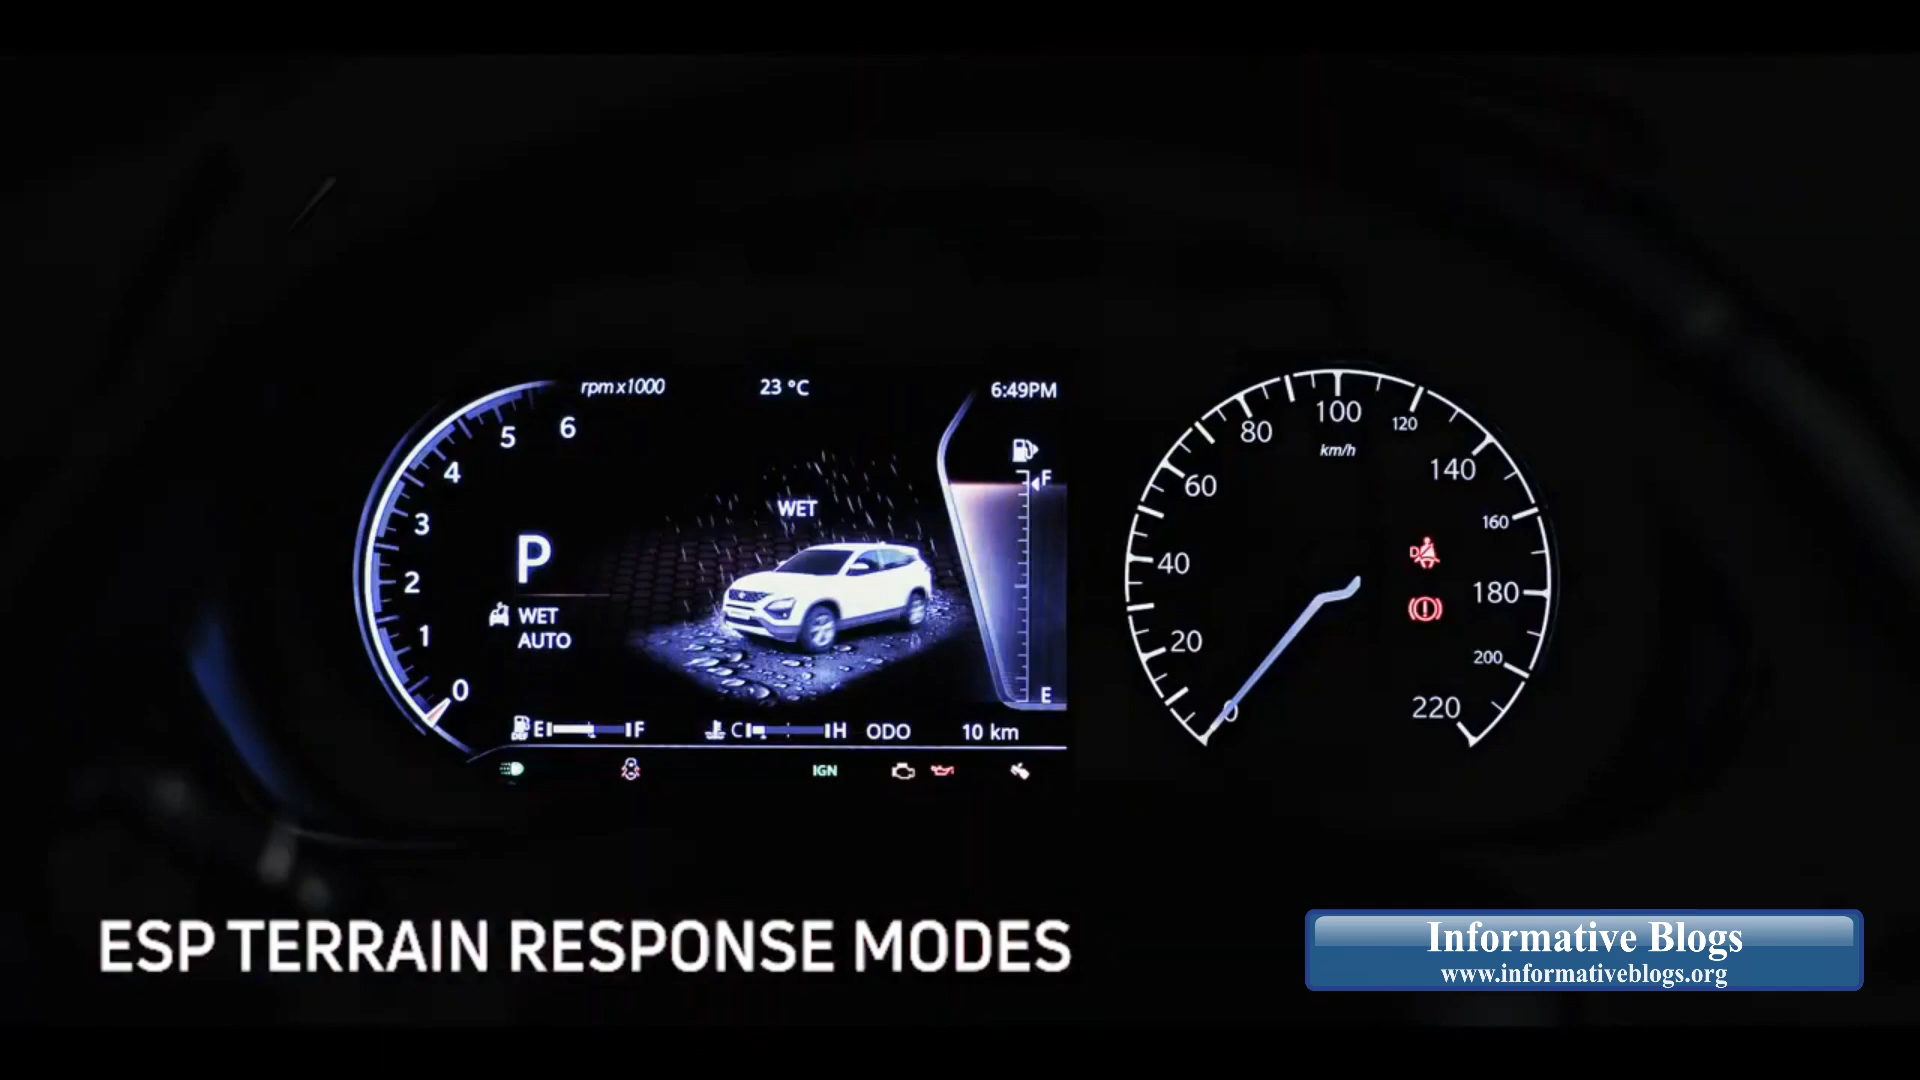 rpm x1000
23 °C
6:49PM
6
5
4
3
2
1
0
P
WET
AUTO
WET
F
E
DEF
E
F
C
H
ODO
10 km
IGN
0
20
40
60
80
100
120
140
160
180
200
220
km/h
D
ESP TERRAIN RESPONSE MODES
Informative Blogs
www.informativeblogs.org